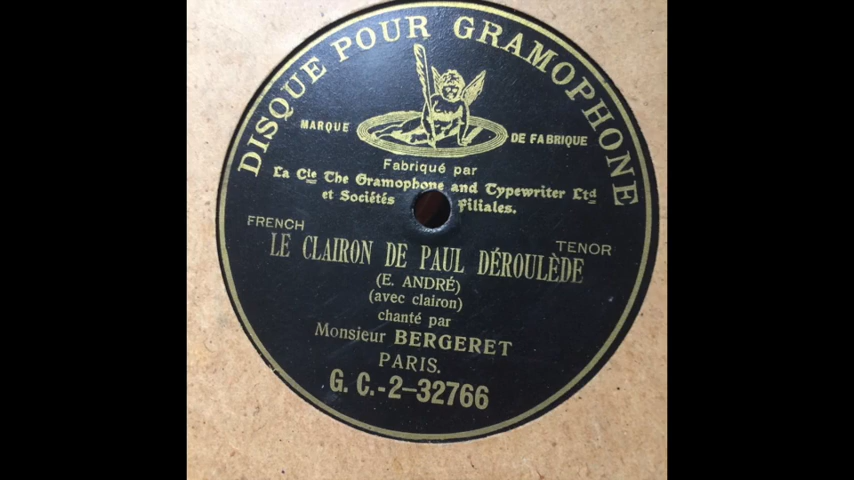 DISQUE POUR GRAMOPHONE
MARQUE DE FABRIQUE
Fabriqué par
La Cie The Gramophone and Typewriter Ltd
et Sociétés filiales.
FRENCH TENOR
LE CLAIRON DE PAUL DÉROULÈDE
(E. ANDRÉ)
(avec clairon)
chanté par
Monsieur BERGERET
PARIS.
G. C.-2-32766